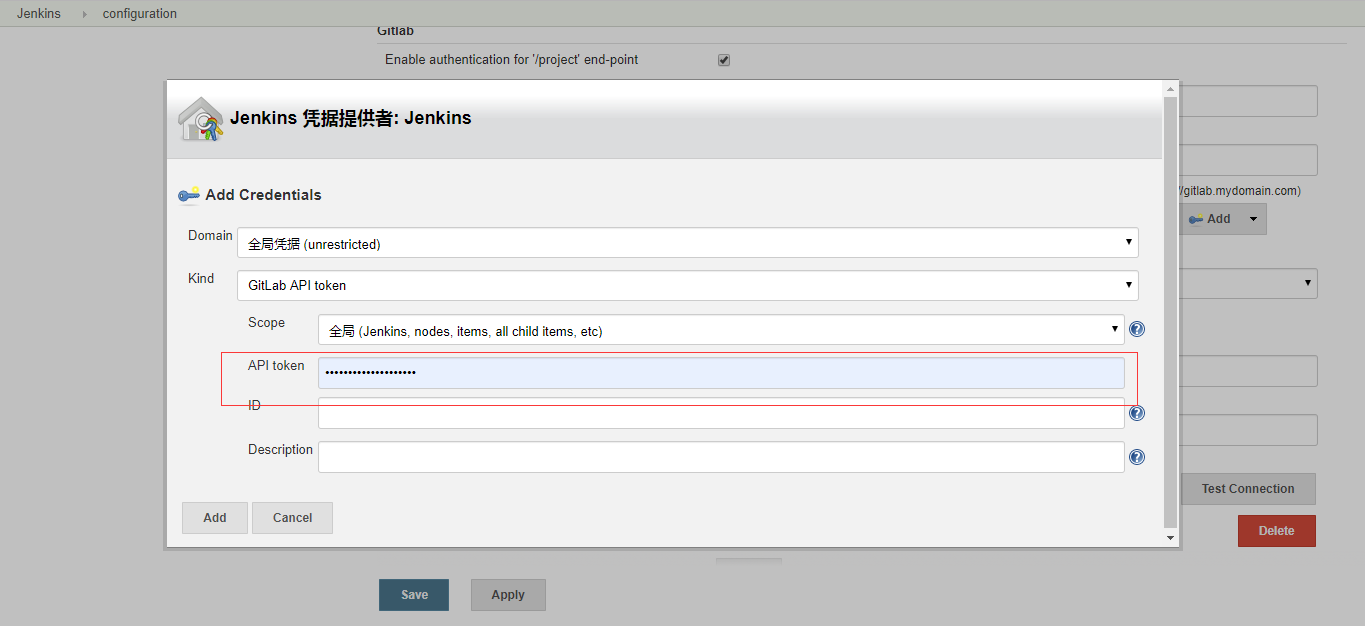 Jenkins configuration
Gitlab
Enable authentication for '/project' end-point
Jenkins 凭据提供者: Jenkins
Add Credentials
//gitlab.mydomain.com)
Add
Domain 全局凭据 (unrestricted)
Kind GitLab API token
Scope 全局 (Jenkins, nodes, items, all child items, etc)
API token ••••••••••••••••••••
ID
Description
Test Connection
Add Cancel
Delete
Save Apply